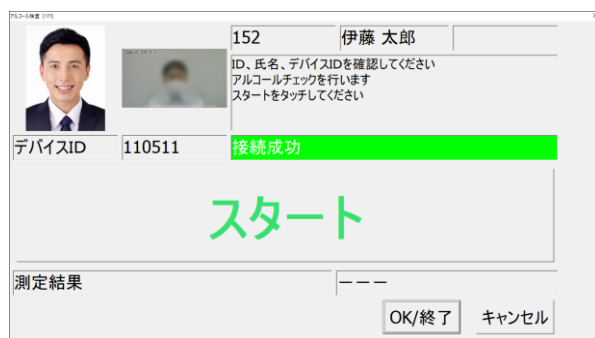 アルコール検査 [177]
152
伊藤 太郎
ID、氏名、デバイスIDを確認してください
アルコールチェックを行います
スタートをタッチしてください
デバイスID
110511
接続成功
スタート
測定結果
ーーー
OK/終了
キャンセル